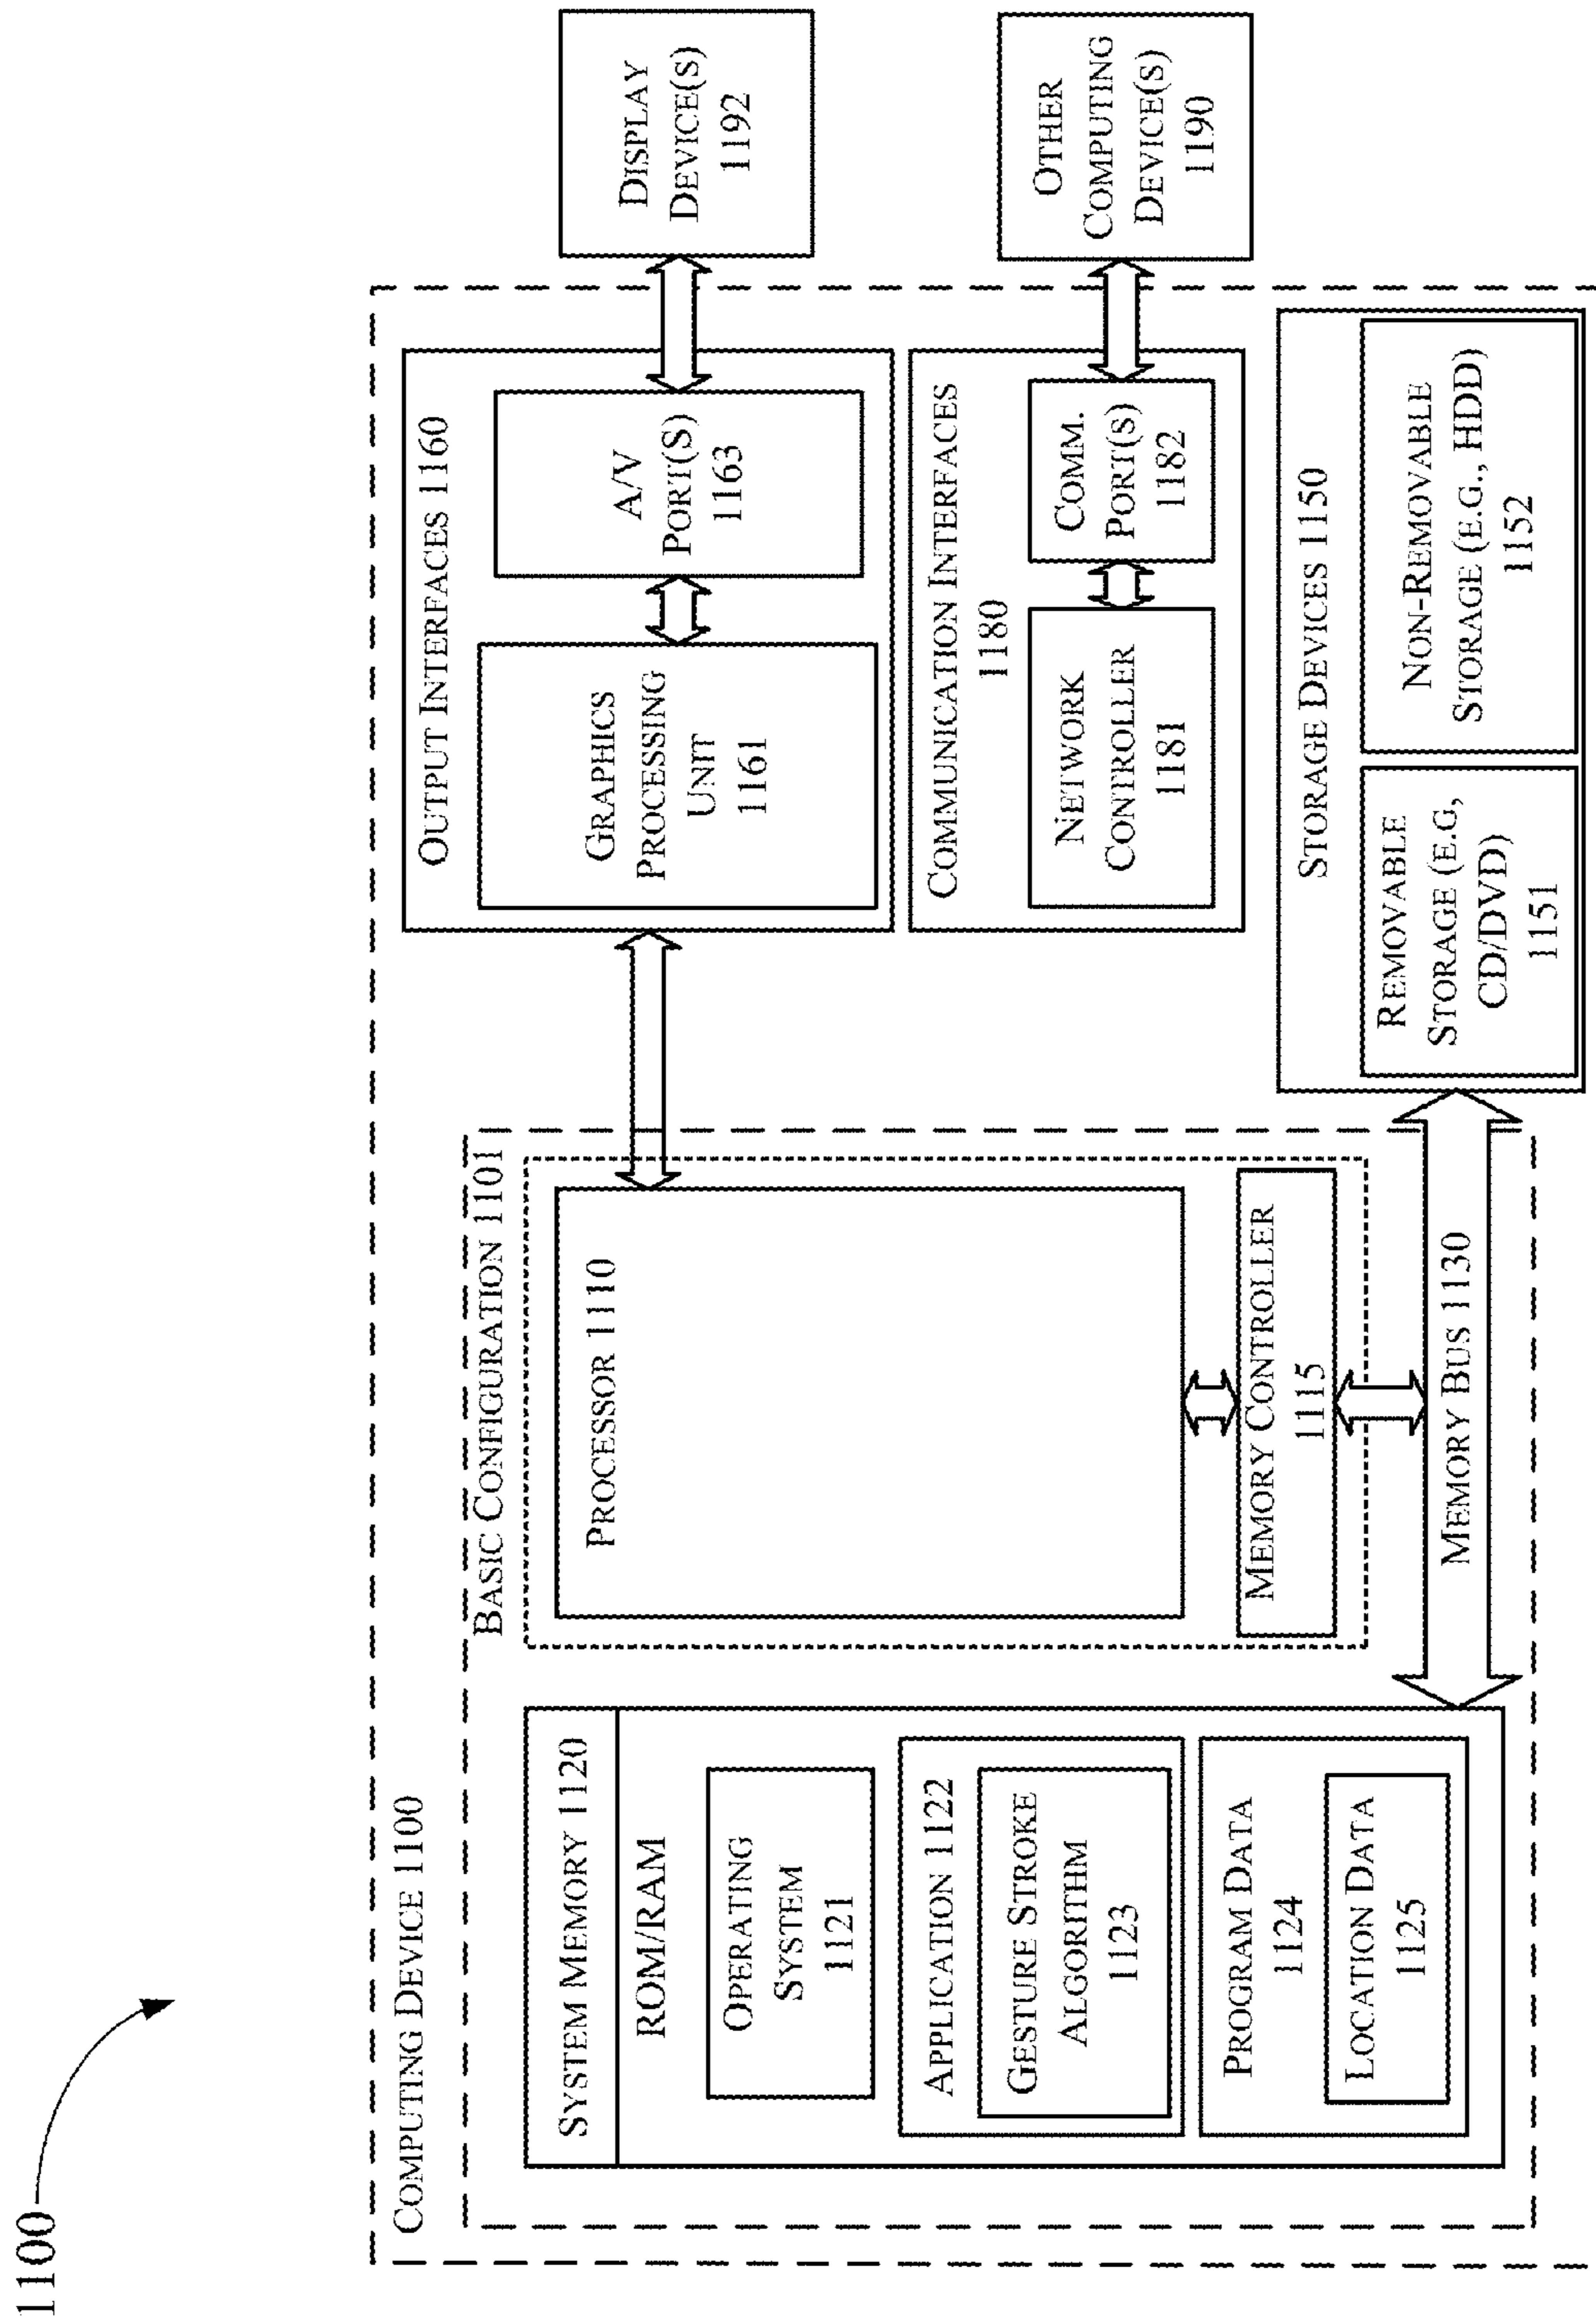 1100
COMPUTING DEVICE 1100
BASIC CONFIGURATION 1101
SYSTEM MEMORY 1120
ROM/RAM
OPERATING
SYSTEM
1121
APPLICATION 1122
GESTURE STROKE
ALGORITHM
1123
PROGRAM DATA
1124
LOCATION DATA
1125
PROCESSOR 1110
MEMORY CONTROLLER
1115
MEMORY BUS 1130
OUTPUT INTERFACES 1160
GRAPHICS
PROCESSING
UNIT
1161
A/V
PORT(S)
1163
COMMUNICATION INTERFACES
1180
NETWORK
CONTROLLER
1181
COMM.
PORT(S)
1182
STORAGE DEVICES 1150
REMOVABLE
STORAGE (E.G,
CD/DVD)
1151
NON-REMOVABLE
STORAGE (E.G., HDD)
1152
DISPLAY
DEVICE(S)
1192
OTHER
COMPUTING
DEVICE(S)
1190